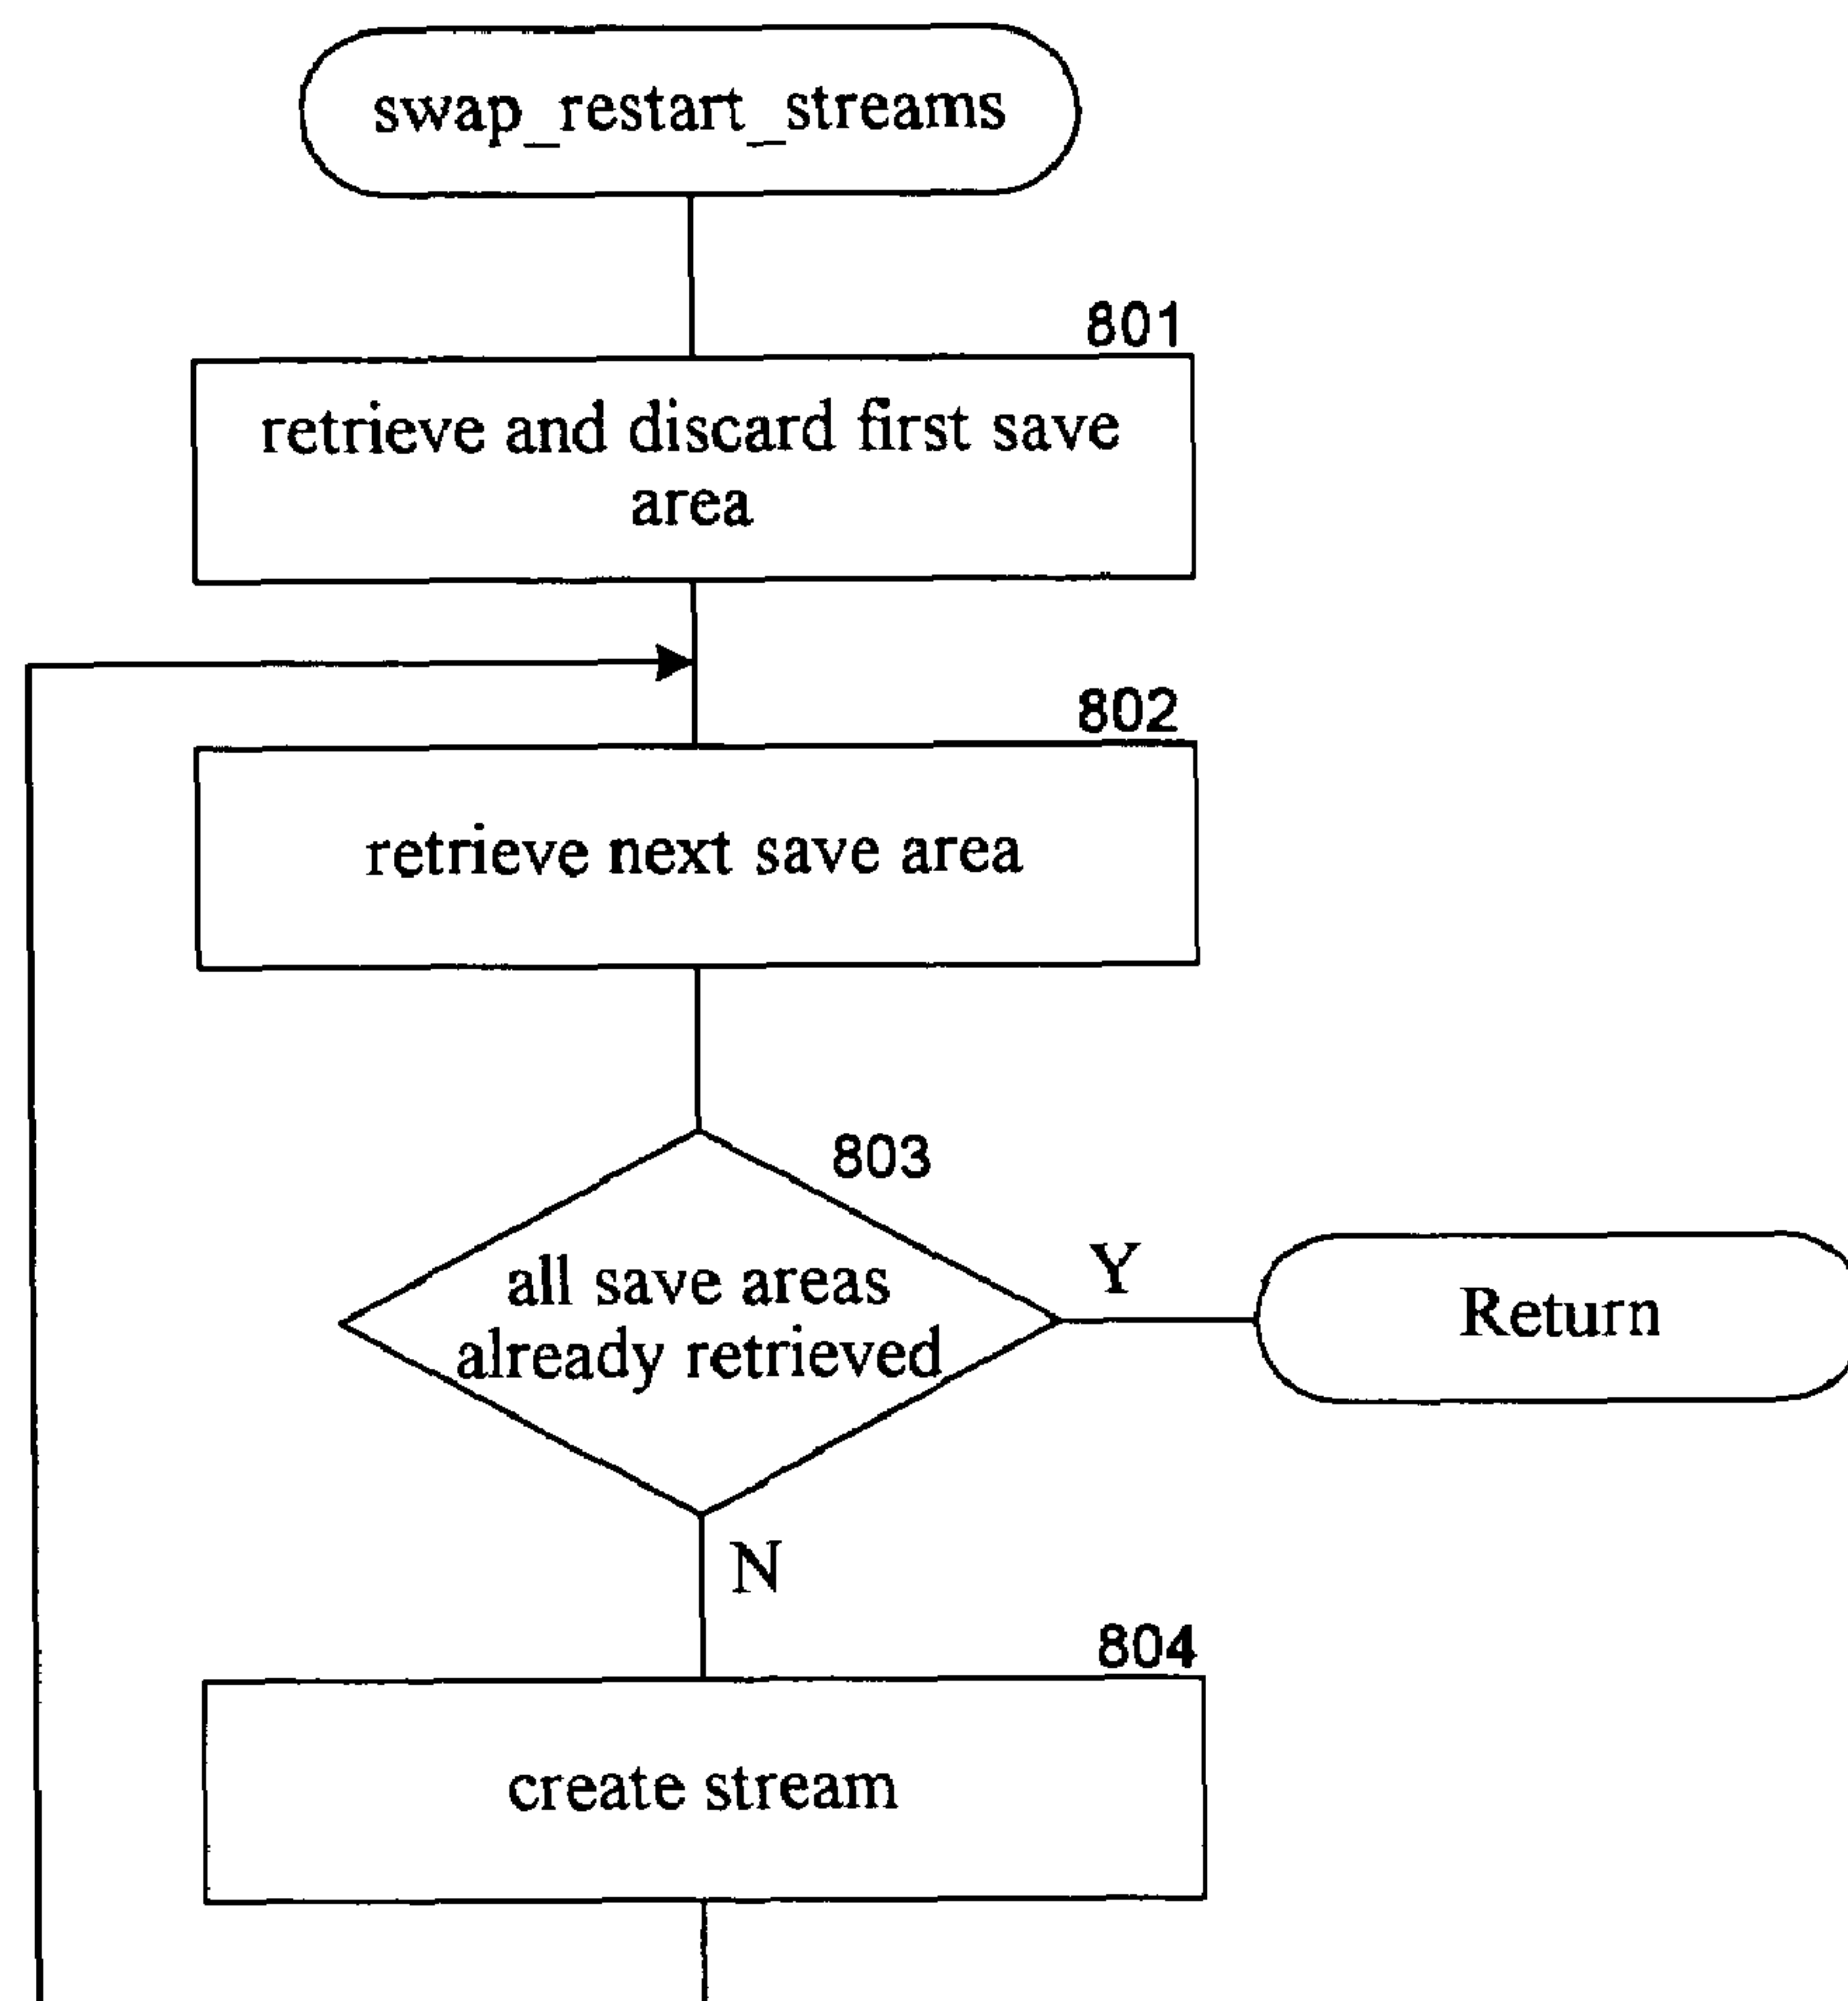 swap_restart_streams
801
retrieve and discard first save
area
802
retrieve next save area
803
all save areas
already retrieved
Y
Return
N
804
create stream